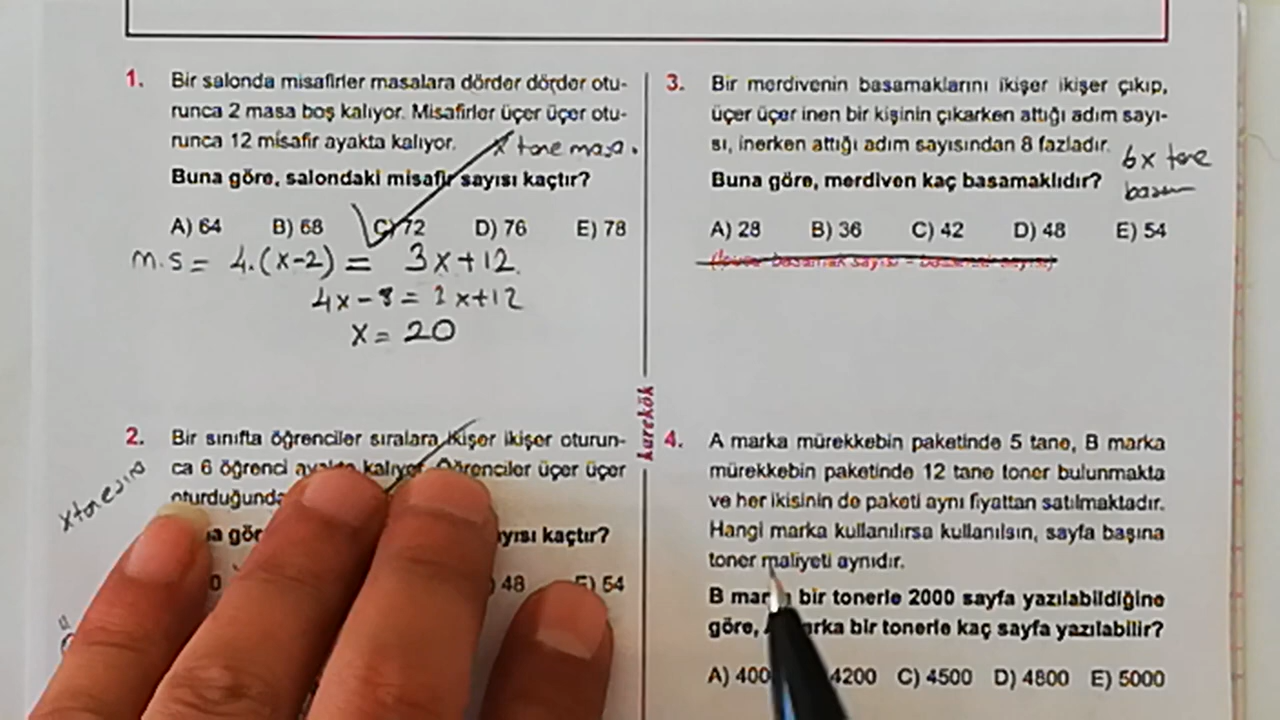 1. Bir salonda misafirler masalara dörder dörder otu-
runca 2 masa boş kalıyor. Misafirler üçer üçer otu-
runca 12 misafir ayakta kalıyor.
x tane masa.
Buna göre, salondaki misafir sayısı kaçtır?
A) 64 B) 68 C) 72 D) 76 E) 78
m.s = 4.(x-2) = 3x+12.
4x-8 = 3x+12
x = 20
2. Bir sınıfta öğrenciler sıralara ikişer ikişer oturun-
ca 6 öğrenci kalıyor. Öğrenciler üçer üçer
oturduğunda
yısı kaçtır?
48 E) 54
karekök
3. Bir merdivenin basamaklarını ikişer ikişer çıkıp,
üçer üçer inen bir kişinin çıkarken attığı adım sayı-
sı, inerken attığı adım sayısından 8 fazladır.
6x tane
Buna göre, merdiven kaç basamaklıdır?
A) 28 B) 36 C) 42 D) 48 E) 54
4. A marka mürekkebin paketinde 5 tane, B marka
mürekkebin paketinde 12 tane toner bulunmakta
ve her ikisinin de paketi aynı fiyattan satılmaktadır.
Hangi marka kullanılırsa kullanılsın, sayfa başına
toner maliyeti aynıdır.
B bir tonerle 2000 sayfa yazılabildiğine
göre, bir tonerle kaç sayfa yazılabilir?
A) 4200 C) 4500 D) 4800 E) 5000